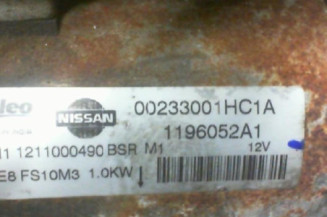 NISSAN
00233001HC1A
1196052A1
1211000490 BSR M1 12V
FS10M3 1.0KW